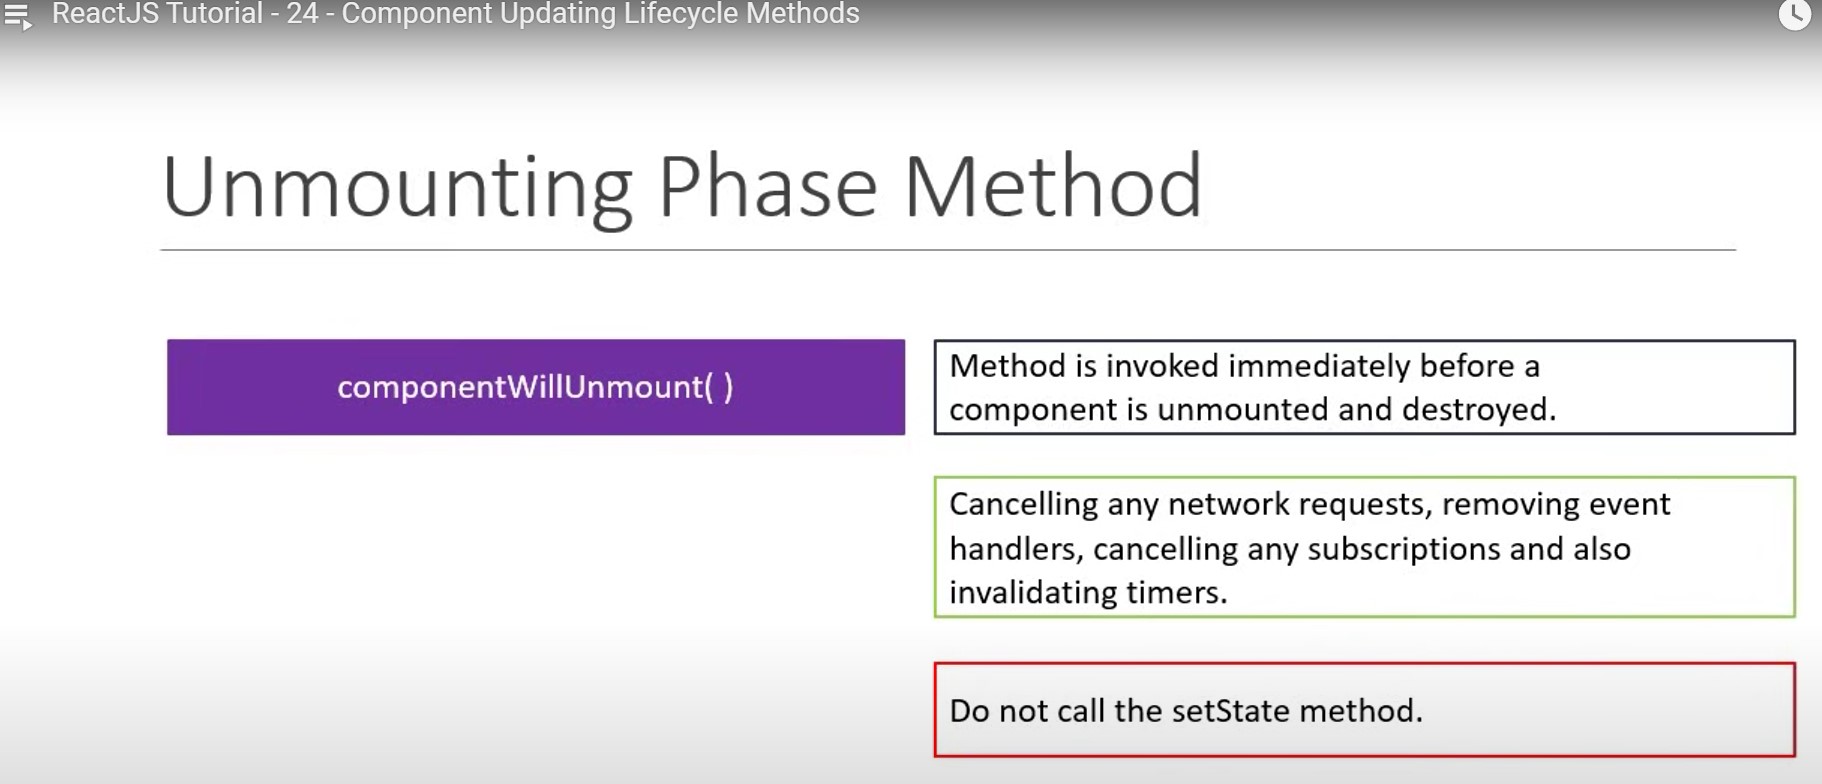 ReactJS Tutorial - 24 - Component Updating Lifecycle Methods
Unmounting Phase Method
componentWillUnmount( )
Method is invoked immediately before a
component is unmounted and destroyed.
Cancelling any network requests, removing event
handlers, cancelling any subscriptions and also
invalidating timers.
Do not call the setState method.